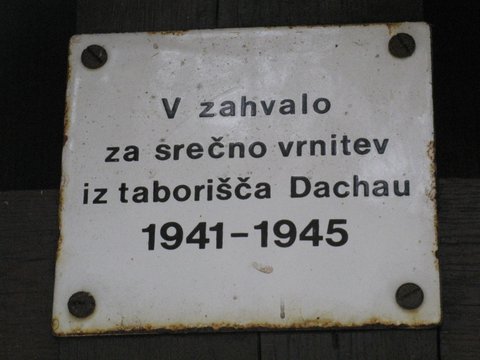 V zahvalo
za srečno vrnitev
iz taborišča Dachau
1941-1945